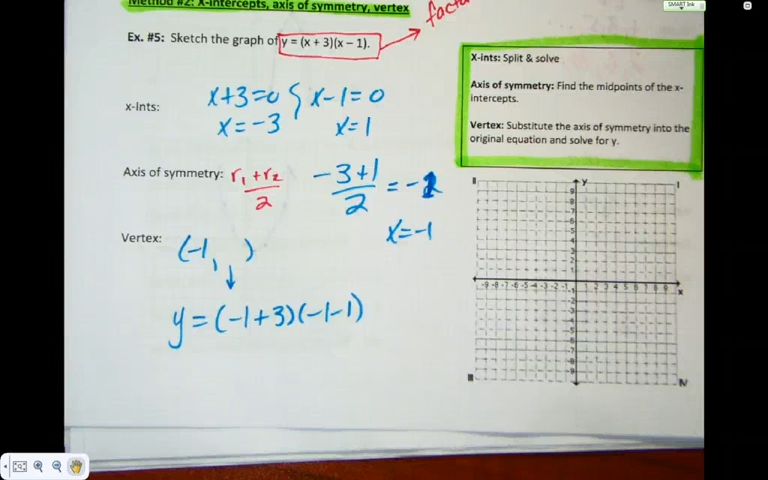 Method #2: X-intercepts, axis of symmetry, vertex
Ex. #5: Sketch the graph of y = (x + 3)(x − 1).
X-ints: Split & solve
Axis of symmetry: Find the midpoints of the x-
intercepts.
Vertex: Substitute the axis of symmetry into the
original equation and solve for y.
x-ints:
x+3=0 x-1=0
x=-3 x=1
Axis of symmetry: r₁+r₂/2 -3+1/2 = -1
x=-1
Vertex: (-1, )
y=(-1+3)(-1-1)
I
II
III
IV
y
x
SMART Ink